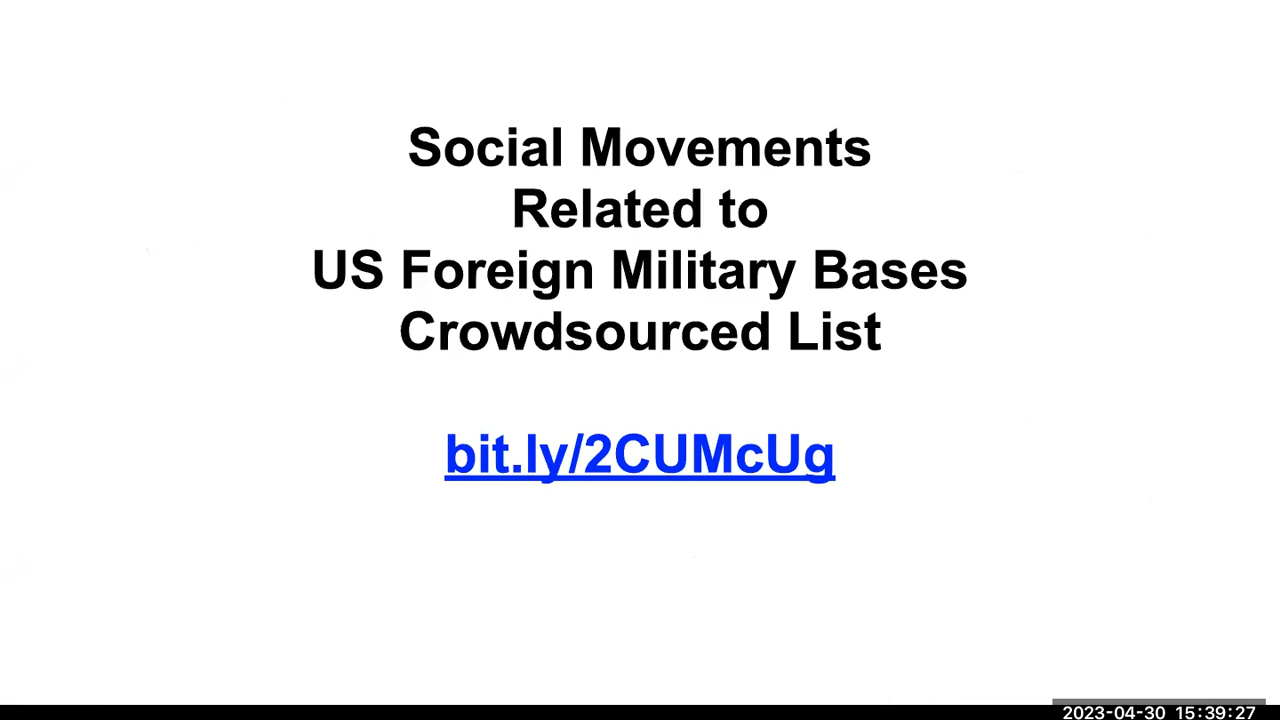 Social Movements
Related to
US Foreign Military Bases
Crowdsourced List
bit.ly/2CUMcUg
2023-04-30 15:39:27